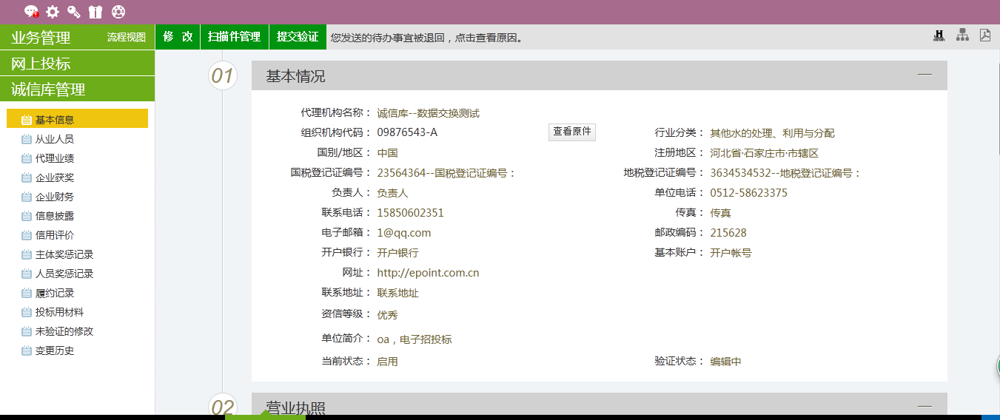 业务管理 流程视图
修 改 扫描件管理 提交验证 您发送的待办事宜被退回，点击查看原因。
网上投标
诚信库管理
基本信息
从业人员
代理业绩
企业获奖
企业财务
信息披露
信用评价
主体奖惩记录
人员奖惩记录
履约记录
投标用材料
未验证的修改
变更历史
01 基本情况
代理机构名称： 诚信库--数据交换测试
组织机构代码： 09876543-A 查看原件 行业分类： 其他水的处理、利用与分配
国别/地区： 中国 注册地区： 河北省·石家庄市·市辖区
国税登记证编号： 23564364--国税登记证编号： 地税登记证编号： 3634534532--地税登记证编号：
负责人： 负责人 单位电话： 0512-58623375
联系电话： 15850602351 传真： 传真
电子邮箱： 1@qq.com 邮政编码： 215628
开户银行： 开户银行 基本账户： 开户帐号
网址： http://epoint.com.cn
联系地址： 联系地址
资信等级： 优秀
单位简介： oa，电子招投标
当前状态： 启用 验证状态： 编辑中
02 营业执照